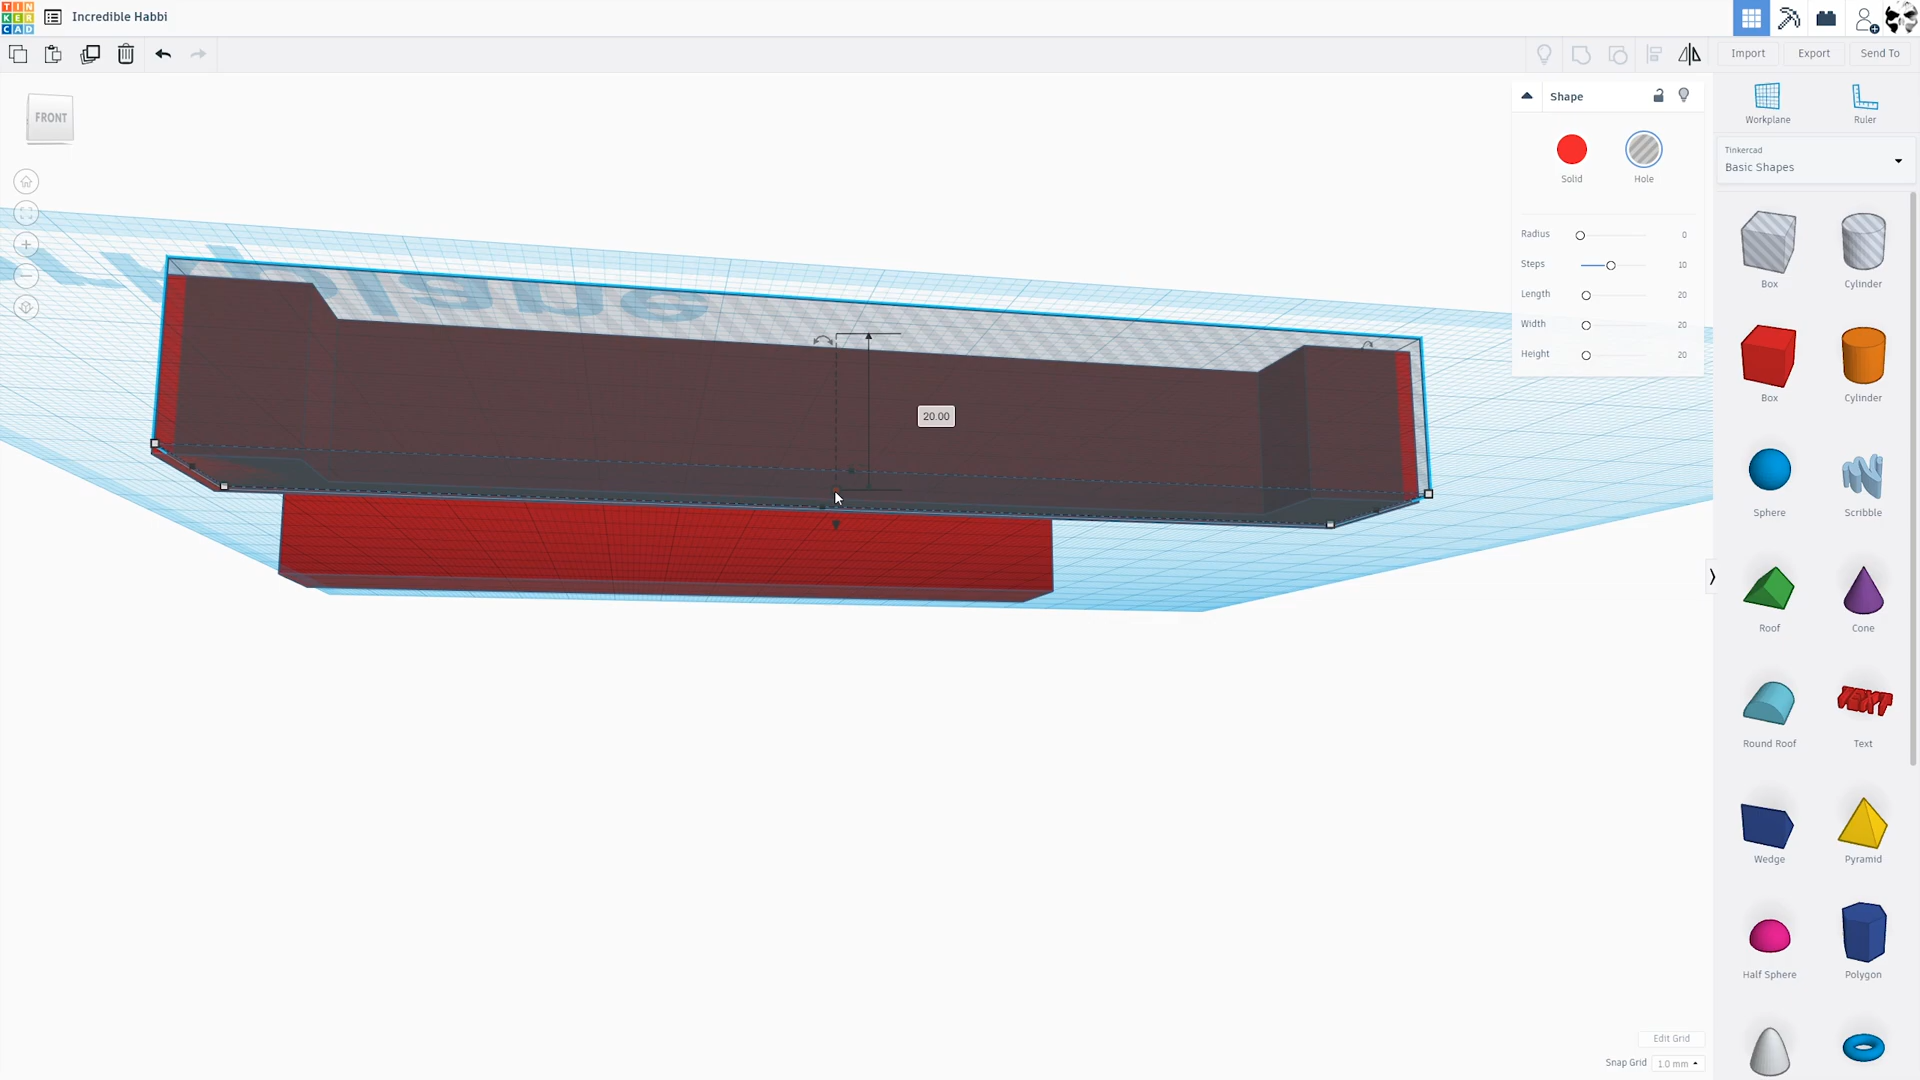 TIN
KER
CAD
Incredible Habbi
Import
Export
Send To
FRONT
Shape
Solid
Hole
Radius
0
Steps
10
Length
20
Width
20
Height
20
20.00
Workplane
Ruler
Tinkercad
Basic Shapes
Box
Cylinder
Box
Cylinder
Sphere
Scribble
Roof
Cone
Round Roof
TEXT
Text
Wedge
Pyramid
Half Sphere
Polygon
Edit Grid
Snap Grid
1.0 mm